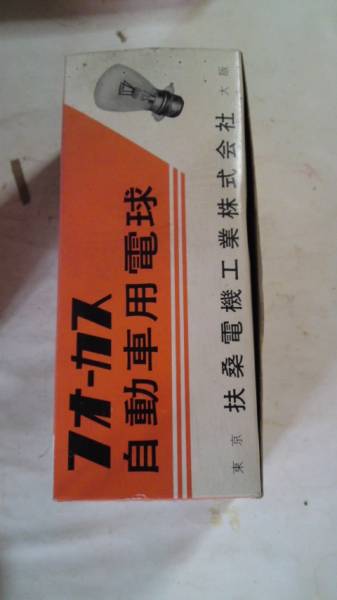 フオーカス
自動車用電球
東京 扶桑電機工業株式会社 大阪